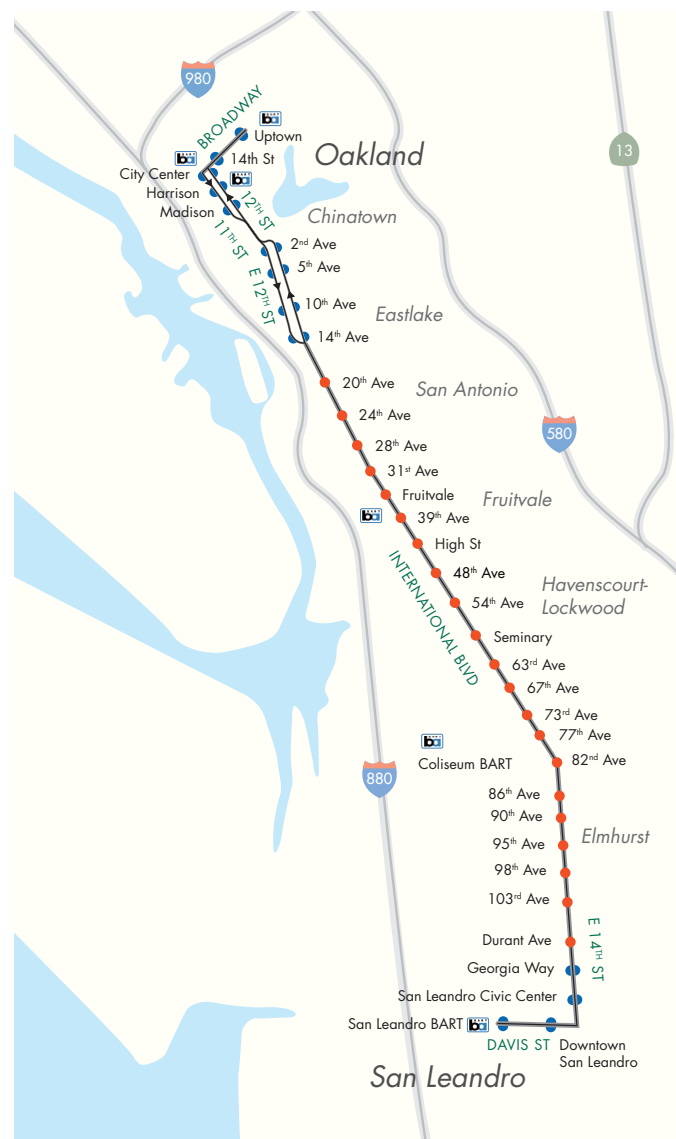 980
BROADWAY
Uptown
13
14th St
Oakland
City Center
Harrison
Madison
12TH ST
Chinatown
11TH ST
2nd Ave
5th Ave
E 12TH ST
10th Ave
Eastlake
14th Ave
20th Ave
San Antonio
24th Ave
580
28th Ave
31st Ave
Fruitvale
Fruitvale
39th Ave
High St
INTERNATIONAL BLVD
48th Ave
Havenscourt-
Lockwood
54th Ave
Seminary
63rd Ave
67th Ave
73rd Ave
77th Ave
82nd Ave
Coliseum BART
880
86th Ave
90th Ave
95th Ave
Elmhurst
98th Ave
103rd Ave
Durant Ave
E 14TH ST
Georgia Way
San Leandro Civic Center
San Leandro BART
DAVIS ST
Downtown
San Leandro
San Leandro